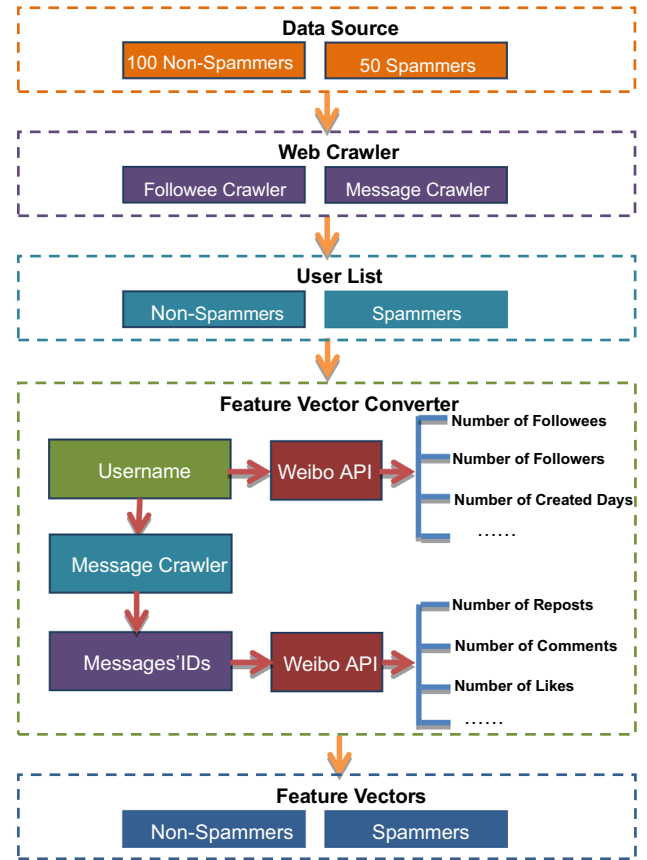 Data Source
100 Non-Spammers
50 Spammers
Web Crawler
Followee Crawler
Message Crawler
User List
Non-Spammers
Spammers
Feature Vector Converter
Username
Weibo API
Number of Followees
Number of Followers
Number of Created Days
......
Message Crawler
Messages'IDs
Weibo API
Number of Reposts
Number of Comments
Number of Likes
......
Feature Vectors
Non-Spammers
Spammers